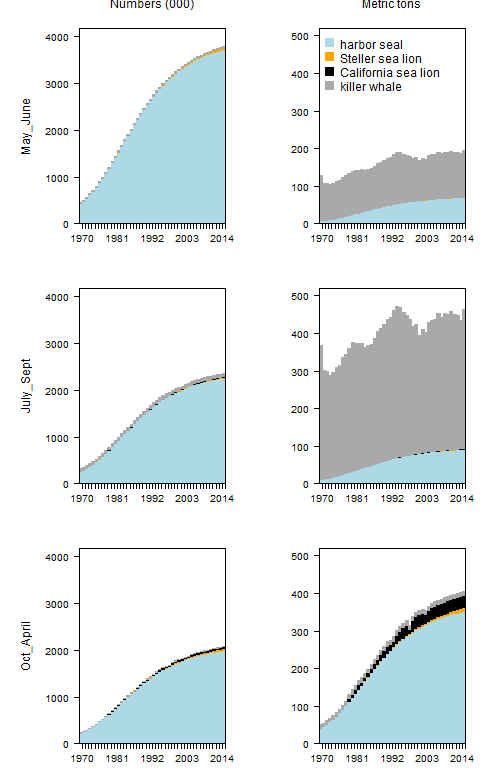 Numbers (000)
Metric tons
May_June
4000
3000
2000
1000
0
1970 1981 1992 2003 2014
500
400
300
200
100
0
harbor seal
Steller sea lion
California sea lion
killer whale
1970 1981 1992 2003 2014
July_Sept
4000
3000
2000
1000
0
1970 1981 1992 2003 2014
500
400
300
200
100
0
1970 1981 1992 2003 2014
Oct_April
4000
3000
2000
1000
0
1970 1981 1992 2003 2014
500
400
300
200
100
0
1970 1981 1992 2003 2014